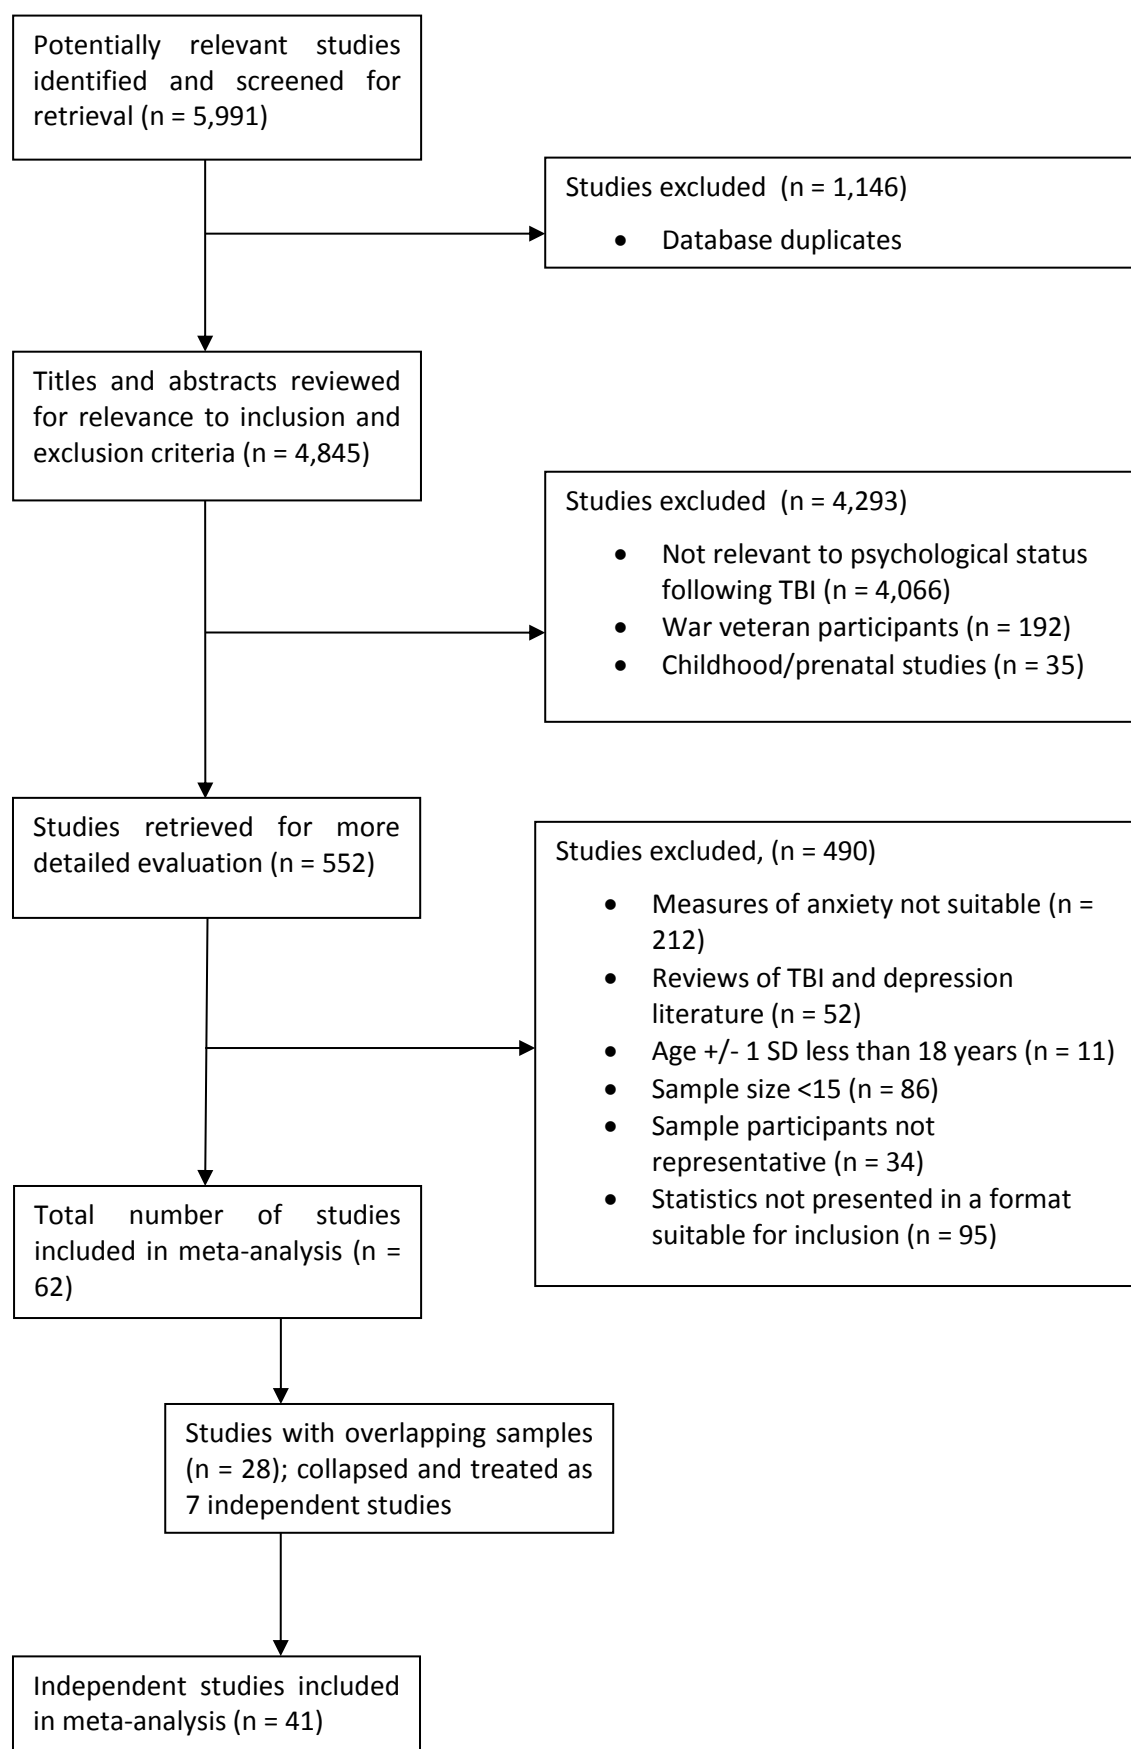 Potentially relevant studies
identified and screened for
retrieval (n = 5,991)
Studies excluded (n = 1,146)
• Database duplicates
Titles and abstracts reviewed
for relevance to inclusion and
exclusion criteria (n = 4,845)
Studies excluded (n = 4,293)
• Not relevant to psychological status
following TBI (n = 4,066)
• War veteran participants (n = 192)
• Childhood/prenatal studies (n = 35)
Studies retrieved for more
detailed evaluation (n = 552)
Studies excluded, (n = 490)
• Measures of anxiety not suitable (n =
212)
• Reviews of TBI and depression
literature (n = 52)
• Age +/- 1 SD less than 18 years (n = 11)
• Sample size <15 (n = 86)
• Sample participants not
representative (n = 34)
• Statistics not presented in a format
suitable for inclusion (n = 95)
Total number of studies
included in meta-analysis (n =
62)
Studies with overlapping samples
(n = 28); collapsed and treated as
7 independent studies
Independent studies included
in meta-analysis (n = 41)